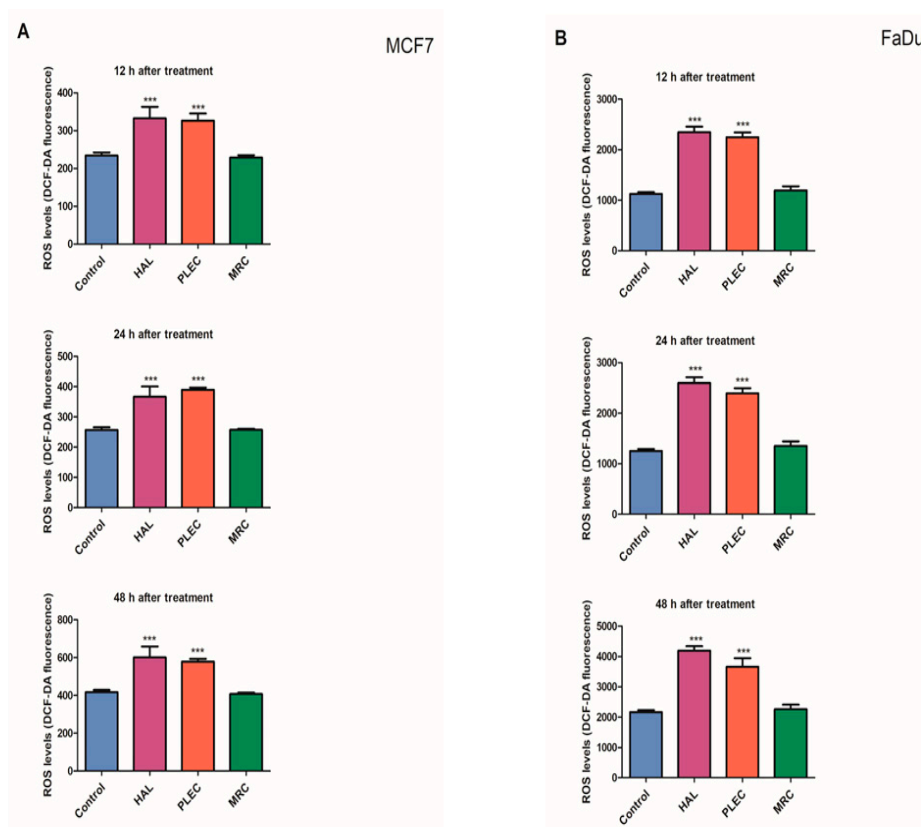 A
MCF7
12 h after treatment
ROS levels (DCF-DA fluorescence)
400
300
200
100
0
***
***
Control
HAL
PLEC
MRC
24 h after treatment
ROS levels (DCF-DA fluorescence)
500
400
300
200
100
0
***
***
Control
HAL
PLEC
MRC
48 h after treatment
ROS levels (DCF-DA fluorescence)
800
600
400
200
0
***
***
Control
HAL
PLEC
MRC
B
FaDu
12 h after treatment
ROS levels (DCF-DA fluorescence)
3000
2000
1000
0
***
***
Control
HAL
PLEC
MRC
24 h after treatment
ROS levels (DCF-DA fluorescence)
3000
2000
1000
0
***
***
Control
HAL
PLEC
MRC
48 h after treatment
ROS levels (DCF-DA fluorescence)
5000
4000
3000
2000
1000
0
***
***
Control
HAL
PLEC
MRC